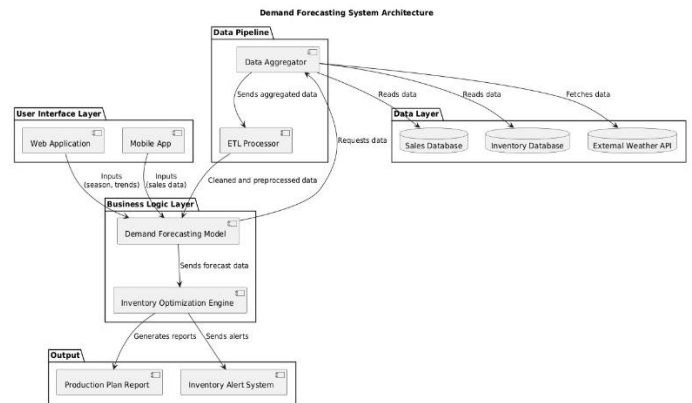 Demand Forecasting System Architecture
Data Pipeline
Data Aggregator
Sends aggregated data
Reads data
Reads data
Fetches data
User Interface Layer
Data Layer
Web Application
Mobile App
ETL Processor
Requests data
Sales Database
Inventory Database
External Weather API
Inputs
(season, trends)
Inputs
(sales data)
Cleaned and preprocessed data
Business Logic Layer
Demand Forecasting Model
Sends forecast data
Inventory Optimization Engine
Generates reports
Sends alerts
Output
Production Plan Report
Inventory Alert System